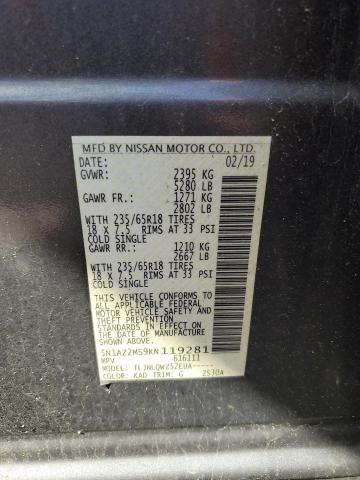 MFD BY NISSAN MOTOR CO., LTD.
DATE: 02/19
GVWR: 2395 KG
5280 LB
GAWR FR.: 1271 KG
2802 LB
WITH 235/65R18 TIRES
18 X 7.5 RIMS AT 33 PSI
COLD SINGLE
GAWR RR.: 1210 KG
2667 LB
WITH 235/65R18 TIRES
18 X 7.5 RIMS AT 33 PSI
COLD SINGLE
THIS VEHICLE CONFORMS TO
ALL APPLICABLE FEDERAL
MOTOR VEHICLE SAFETY AND
THEFT PREVENTION
STANDARDS IN EFFECT ON
THE DATE OF MANUFACTURE
SHOWN ABOVE.
5N1AZ2MS9KN119281
MPV 616111
TYPE: TLJNLQWZ52EUA-----
COLOR: KAD TRIM: G 2S30A